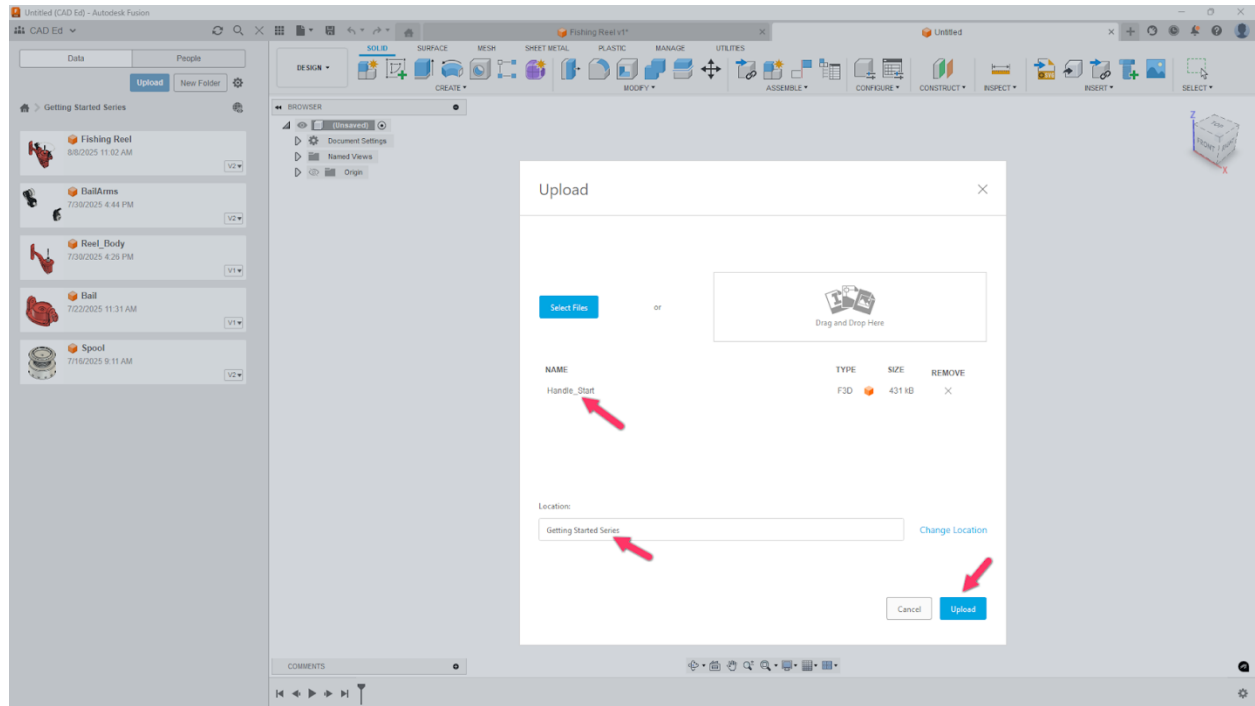 Untitled (CAD Ed) - Autodesk Fusion
CAD Ed
Fishing Reel v1*
Untitled
Data
People
Upload
New Folder
Getting Started Series
Fishing Reel
8/8/2025 11:02 AM
V2
BailArms
7/30/2025 4:44 PM
V2
Reel_Body
7/30/2025 4:26 PM
V1
Bail
7/22/2025 11:31 AM
V1
Spool
7/16/2025 9:11 AM
V2
DESIGN
SOLID
SURFACE
MESH
SHEET METAL
PLASTIC
MANAGE
UTILITIES
CREATE
MODIFY
ASSEMBLE
CONFIGURE
CONSTRUCT
INSPECT
INSERT
SELECT
BROWSER
(Unsaved)
Document Settings
Named Views
Origin
Z
FRONT
X
Upload
Select Files
or
Drag and Drop Here
NAME
TYPE
SIZE
REMOVE
Handle_Start
F3D
431 kB
Location:
Getting Started Series
Change Location
Cancel
Upload
COMMENTS